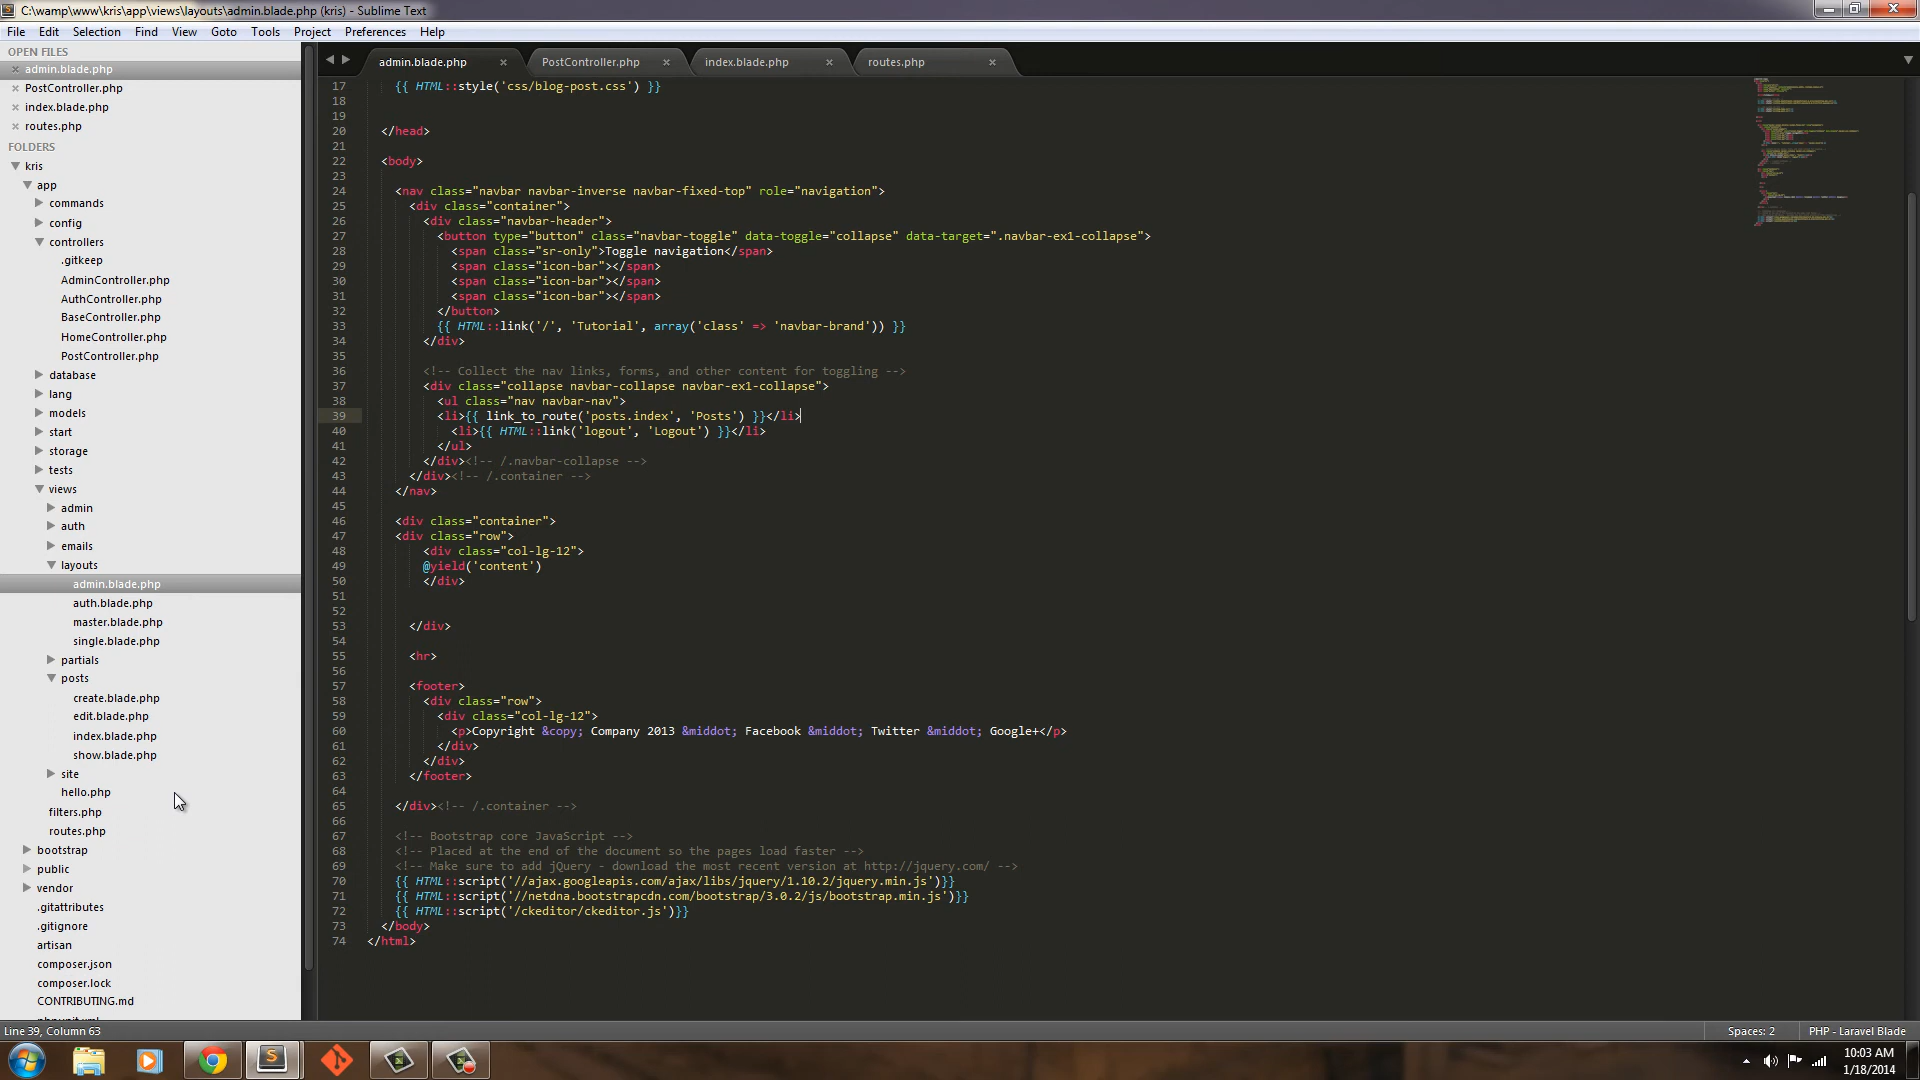 C:\wamp\www\kris\app\views\layouts\admin.blade.php (kris) - Sublime Text
File Edit Selection Find View Goto Tools Project Preferences Help
OPEN FILES
admin.blade.php
PostController.php
index.blade.php
routes.php
FOLDERS
kris
app
commands
config
controllers
.gitkeep
AdminController.php
AuthController.php
BaseController.php
HomeController.php
PostController.php
database
lang
models
start
storage
tests
views
admin
auth
emails
layouts
admin.blade.php
auth.blade.php
master.blade.php
single.blade.php
partials
posts
create.blade.php
edit.blade.php
index.blade.php
show.blade.php
site
hello.php
filters.php
routes.php
bootstrap
public
vendor
.gitattributes
.gitignore
artisan
composer.json
composer.lock
CONTRIBUTING.md
admin.blade.php PostController.php index.blade.php routes.php
17 {{ HTML::style('css/blog-post.css') }}
18
19
20 </head>
21
22 <body>
23
24 <nav class="navbar navbar-inverse navbar-fixed-top" role="navigation">
25 <div class="container">
26 <div class="navbar-header">
27 <button type="button" class="navbar-toggle" data-toggle="collapse" data-target=".navbar-ex1-collapse">
28 <span class="sr-only">Toggle navigation</span>
29 <span class="icon-bar"></span>
30 <span class="icon-bar"></span>
31 <span class="icon-bar"></span>
32 </button>
33 {{ HTML::link('/', 'Tutorial', array('class' => 'navbar-brand')) }}
34 </div>
35
36 <!-- Collect the nav links, forms, and other content for toggling -->
37 <div class="collapse navbar-collapse navbar-ex1-collapse">
38 <ul class="nav navbar-nav">
39 <li>{{ link_to_route('posts.index', 'Posts') }}</li>
40 <li>{{ HTML::link('logout', 'Logout') }}</li>
41 </ul>
42 </div><!-- /.navbar-collapse -->
43 </div><!-- /.container -->
44 </nav>
45
46 <div class="container">
47 <div class="row">
48 <div class="col-lg-12">
49 @yield('content')
50 </div>
51
52
53 </div>
54
55 <hr>
56
57 <footer>
58 <div class="row">
59 <div class="col-lg-12">
60 <p>Copyright &copy; Company 2013 &middot; Facebook &middot; Twitter &middot; Google+</p>
61 </div>
62 </div>
63 </footer>
64
65 </div><!-- /.container -->
66
67 <!-- Bootstrap core JavaScript -->
68 <!-- Placed at the end of the document so the pages load faster -->
69 <!-- Make sure to add jQuery - download the most recent version at http://jquery.com/ -->
70 {{ HTML::script('//ajax.googleapis.com/ajax/libs/jquery/1.10.2/jquery.min.js')}}
71 {{ HTML::script('//netdna.bootstrapcdn.com/bootstrap/3.0.2/js/bootstrap.min.js')}}
72 {{ HTML::script('/ckeditor/ckeditor.js')}}
73 </body>
74 </html>
Line 39, Column 63
Spaces: 2 PHP - Laravel Blade
10:03 AM
1/18/2014